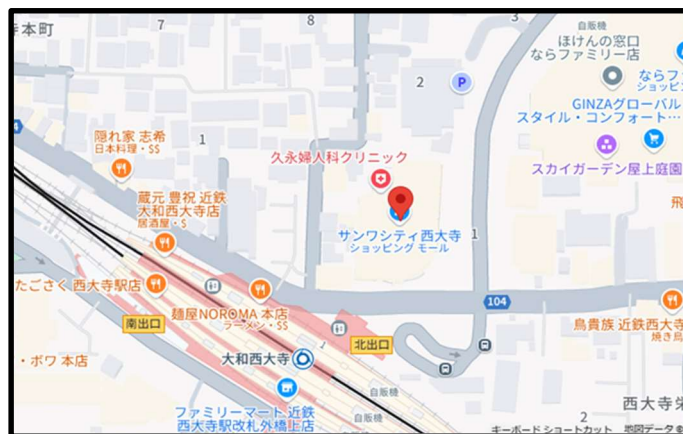 寺本町
7
8
3
自販機
ほけんの窓口
ならファミリー店
ならフ
ショッピン
2
P
GINZAグローバル
スタイル・コンフォート…
隠れ家 志希
日本料理・$$
1
久永婦人科クリニック
スカイガーデン屋上庭園
蔵元 豊祝 近鉄
大和西大寺店
居酒屋・$
飛
サンワシティ西大寺
ショッピング モール
1
たごさく 西大寺駅店
麺屋NOROMA 本店
ラーメン・$$
104
鳥貴族 近鉄西大寺
焼き鳥
南出口
北出口
・ボワ 本店
大和西大寺
自販機
ファミリーマート 近鉄
西大寺駅改札外橋上店
自販機
西大寺栄
2
キーボード ショートカット
地図データ